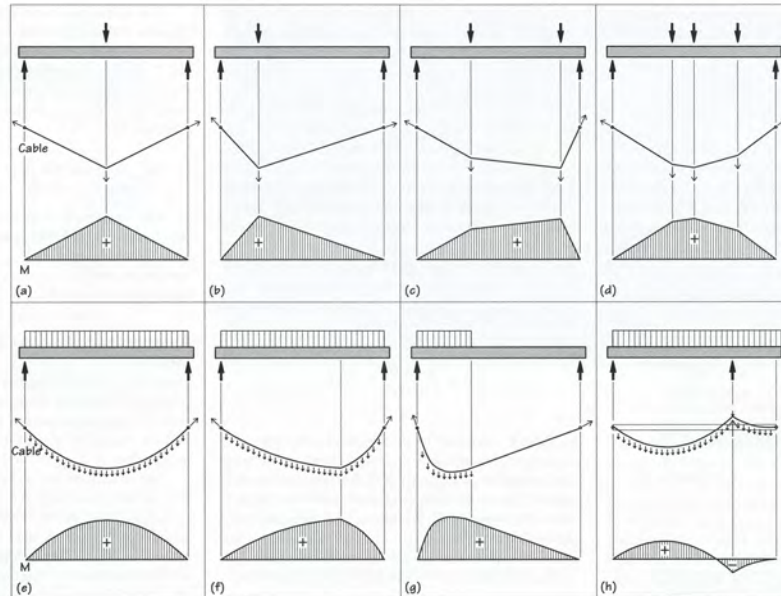 Cable
+
+
+
+
M
(a)
(b)
(c)
(d)
Cable
+
+
+
+
−
M
(e)
(f)
(g)
(h)